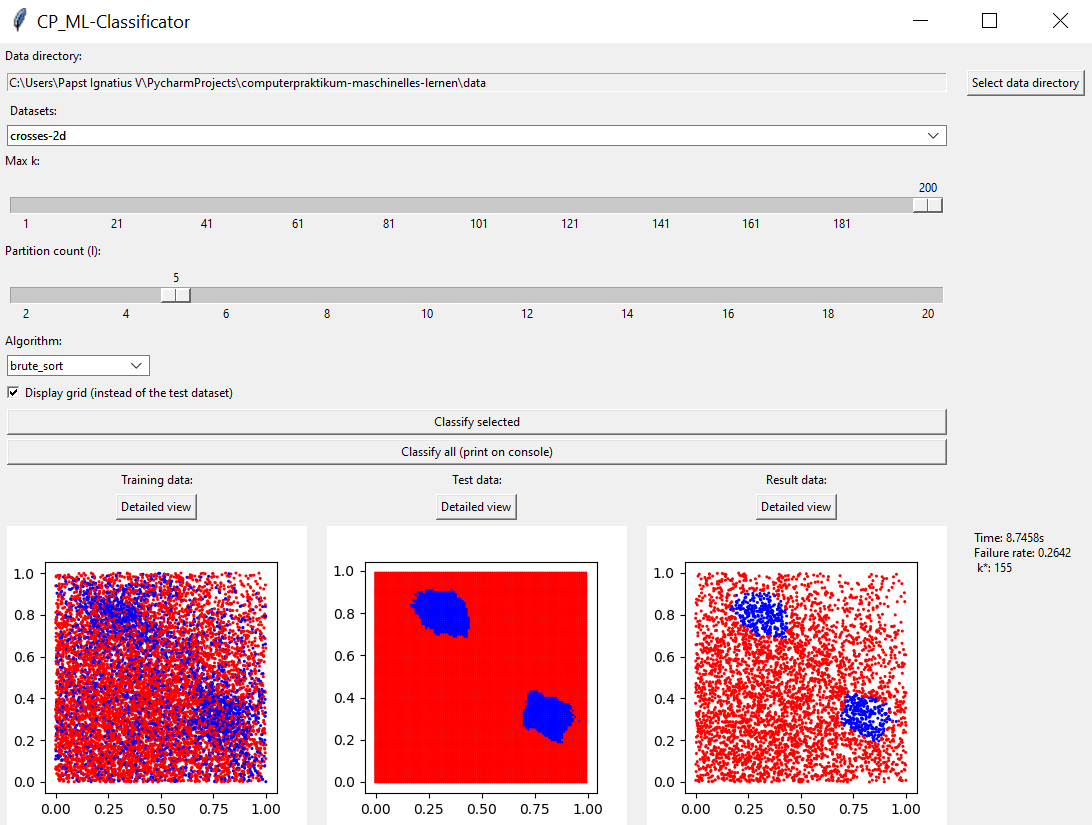 CP_ML-Classificator
Data directory:
C:\Users\Papst Ignatius V\PycharmProjects\computerpraktikum-maschinelles-lernen\data
Select data directory
Datasets:
crosses-2d
Max k:
200
1 21 41 61 81 101 121 141 161 181
Partition count (l):
5
2 4 6 8 10 12 14 16 18 20
Algorithm:
brute_sort
Display grid (instead of the test dataset)
Classify selected
Classify all (print on console)
Training data: Test data: Result data:
Detailed view Detailed view Detailed view
Time: 8.7458s
Failure rate: 0.2642
k*: 155
1.0 1.0 1.0
0.8 0.8 0.8
0.6 0.6 0.6
0.4 0.4 0.4
0.2 0.2 0.2
0.0 0.0 0.0
0.00 0.25 0.50 0.75 1.00 0.00 0.25 0.50 0.75 1.00 0.00 0.25 0.50 0.75 1.00